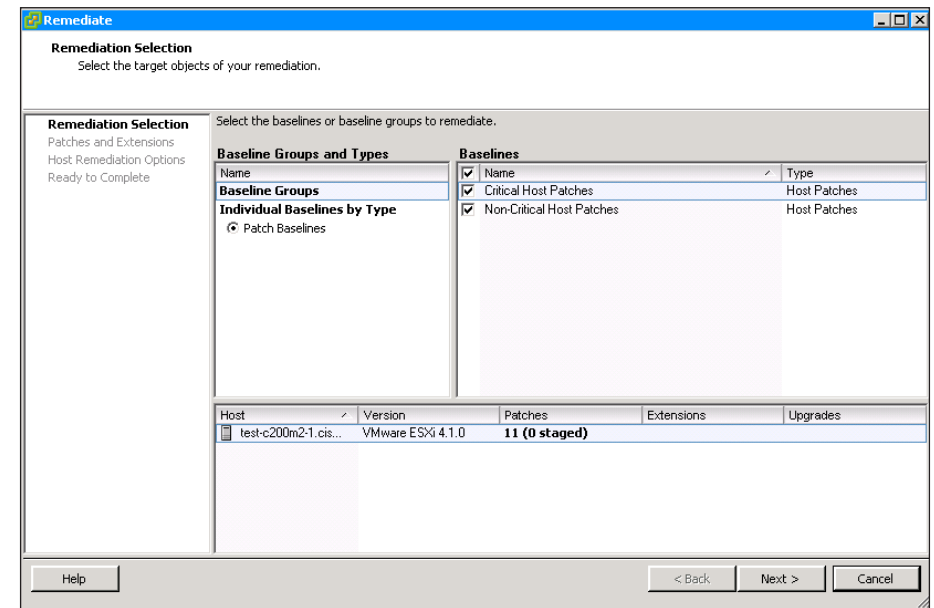 Remediate
Remediation Selection
Select the target objects of your remediation.
Remediation Selection
Patches and Extensions
Host Remediation Options
Ready to Complete
Select the baselines or baseline groups to remediate.
Baseline Groups and Types
Name
Baseline Groups
Individual Baselines by Type
Patch Baselines
Baselines
Name Type
Critical Host Patches Host Patches
Non-Critical Host Patches Host Patches
Host Version Patches Extensions Upgrades
test-c200m2-1.cis... VMware ESXi 4.1.0 11 (0 staged)
Help < Back Next > Cancel